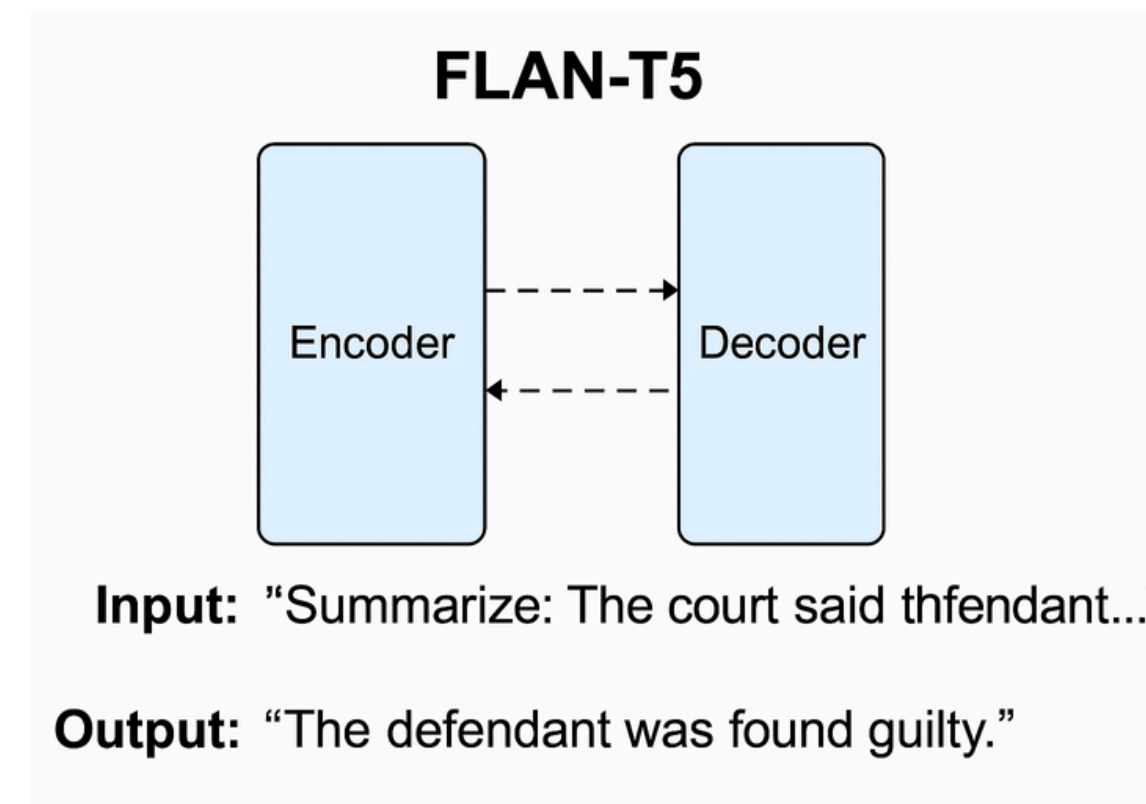 FLAN-T5
Encoder
Decoder
Input: “Summarize: The court said thfendant...
Output: “The defendant was found guilty.”